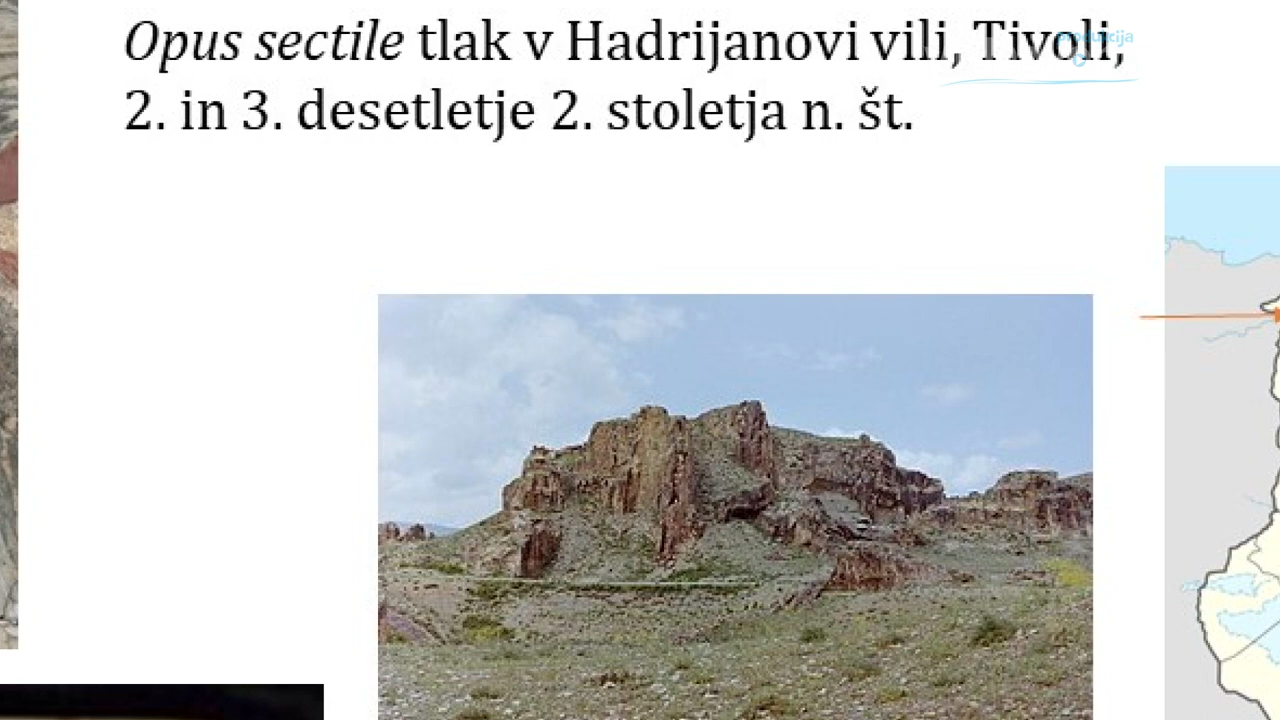 Opus sectile tlak v Hadrijanovi vili, Tivoli,
2. in 3. desetletje 2. stoletja n. št.